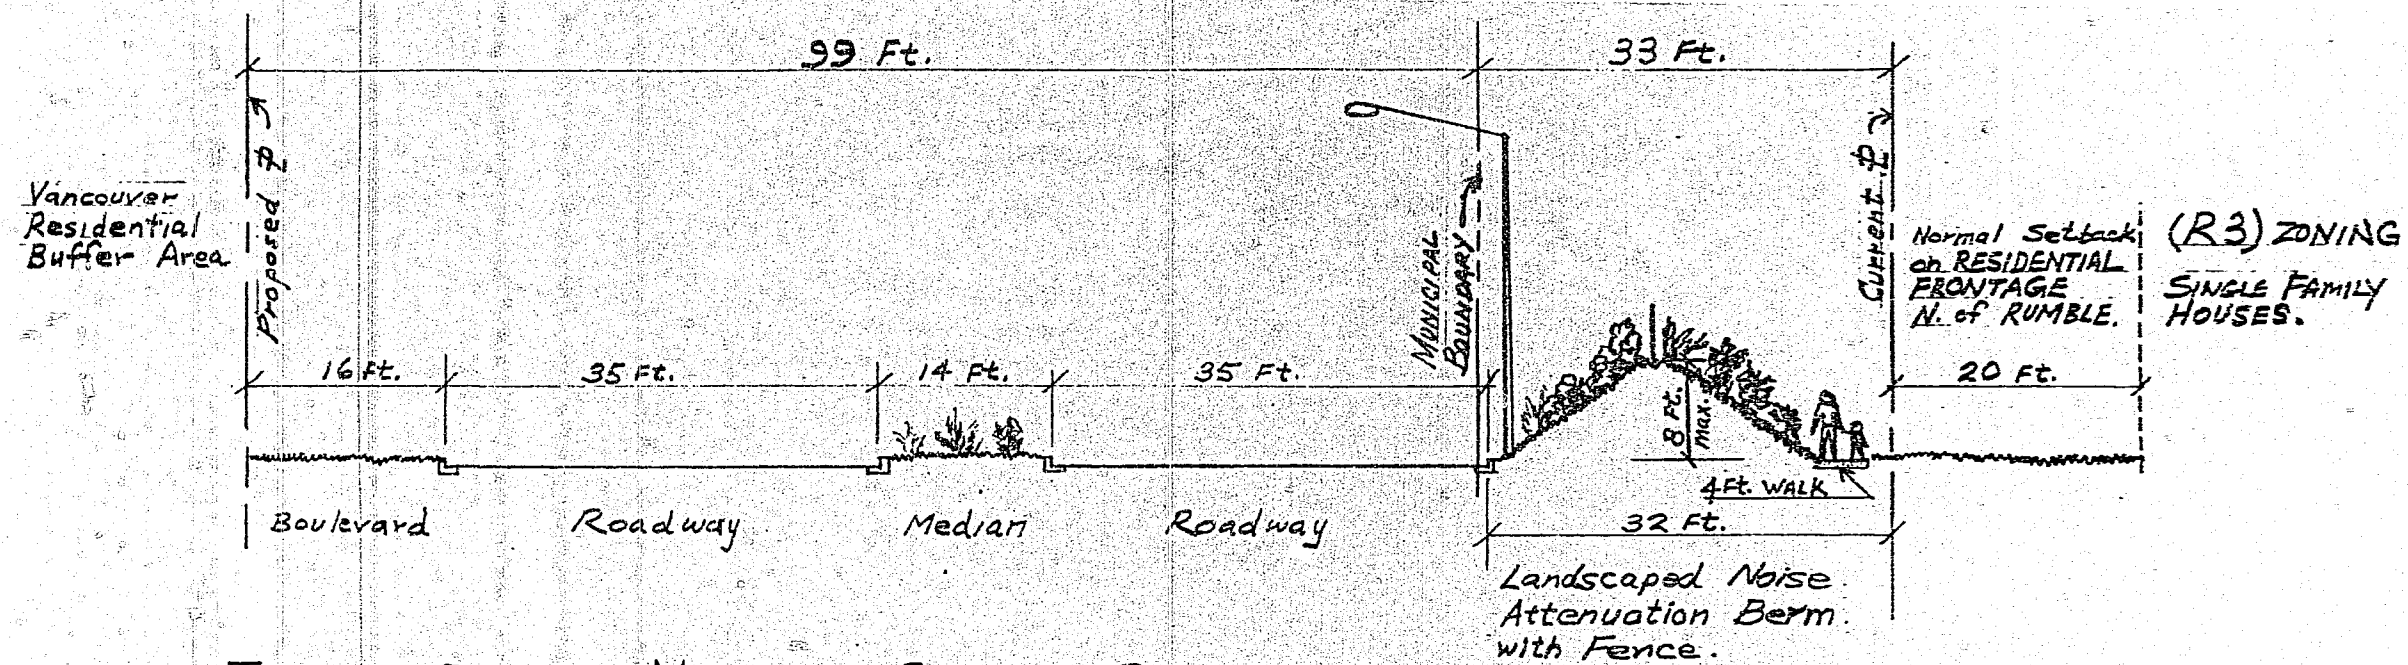 99 Ft.
33 Ft.
Vancouver
Residential
Buffer Area
Proposed ⅊
MUNICIPAL
BOUNDARY
Current ⅊
Normal Setback
on RESIDENTIAL
FRONTAGE
N. of RUMBLE.
(R3) ZONING
SINGLE FAMILY
HOUSES.
16 Ft.
35 Ft.
14 Ft.
35 Ft.
20 Ft.
8 Ft.
max.
4 Ft. WALK
Boulevard
Roadway
Median
Roadway
32 Ft.
Landscaped Noise
Attenuation Berm.
with Fence.